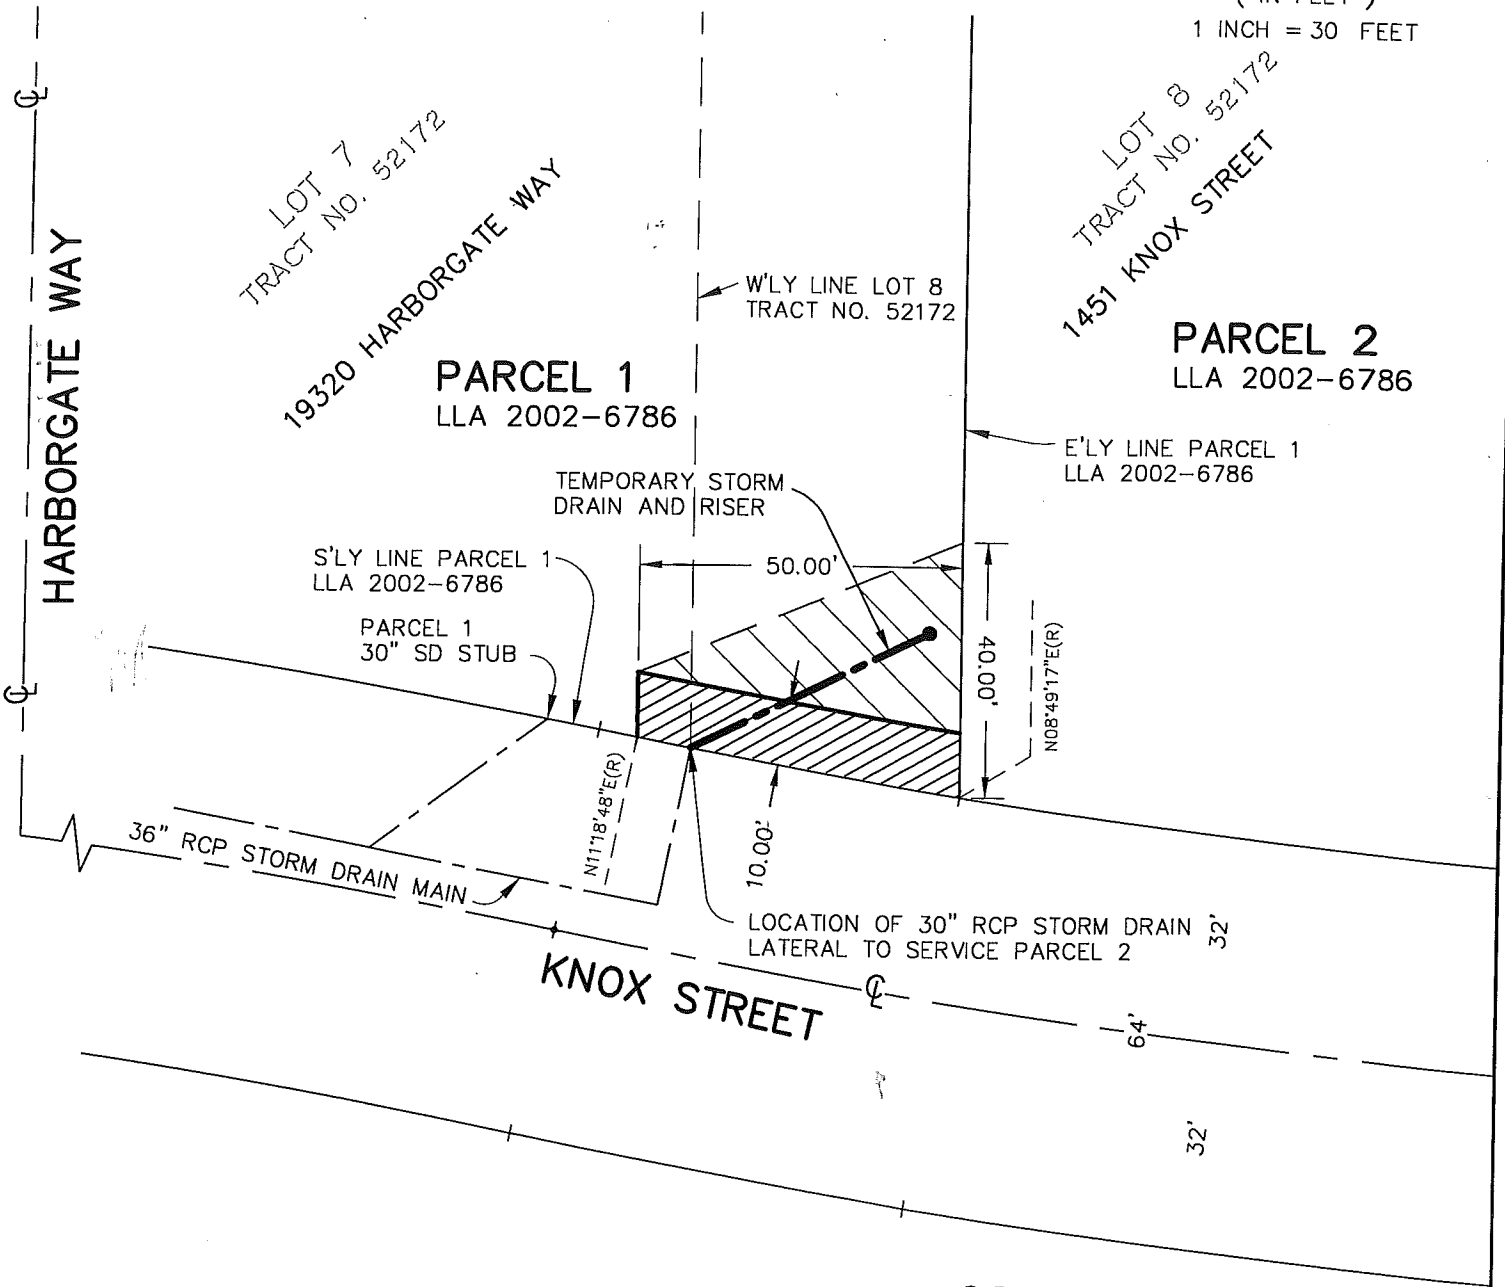 ( IN FEET )
1 INCH = 30 FEET
LOT 7
TRACT NO. 52172
19320 HARBORGATE WAY
LOT 8
TRACT NO. 52172
1451 KNOX STREET
HARBORGATE WAY
W'LY LINE LOT 8
TRACT NO. 52172
PARCEL 1
LLA 2002-6786
PARCEL 2
LLA 2002-6786
E'LY LINE PARCEL 1
LLA 2002-6786
TEMPORARY STORM
DRAIN AND RISER
S'LY LINE PARCEL 1
LLA 2002-6786
50.00'
PARCEL 1
30" SD STUB
40.00'
N08°49'17"E(R)
N11°18'48"E(R)
10.00'
36" RCP STORM DRAIN MAIN
LOCATION OF 30" RCP STORM DRAIN
LATERAL TO SERVICE PARCEL 2
32'
KNOX STREET
64'
32'